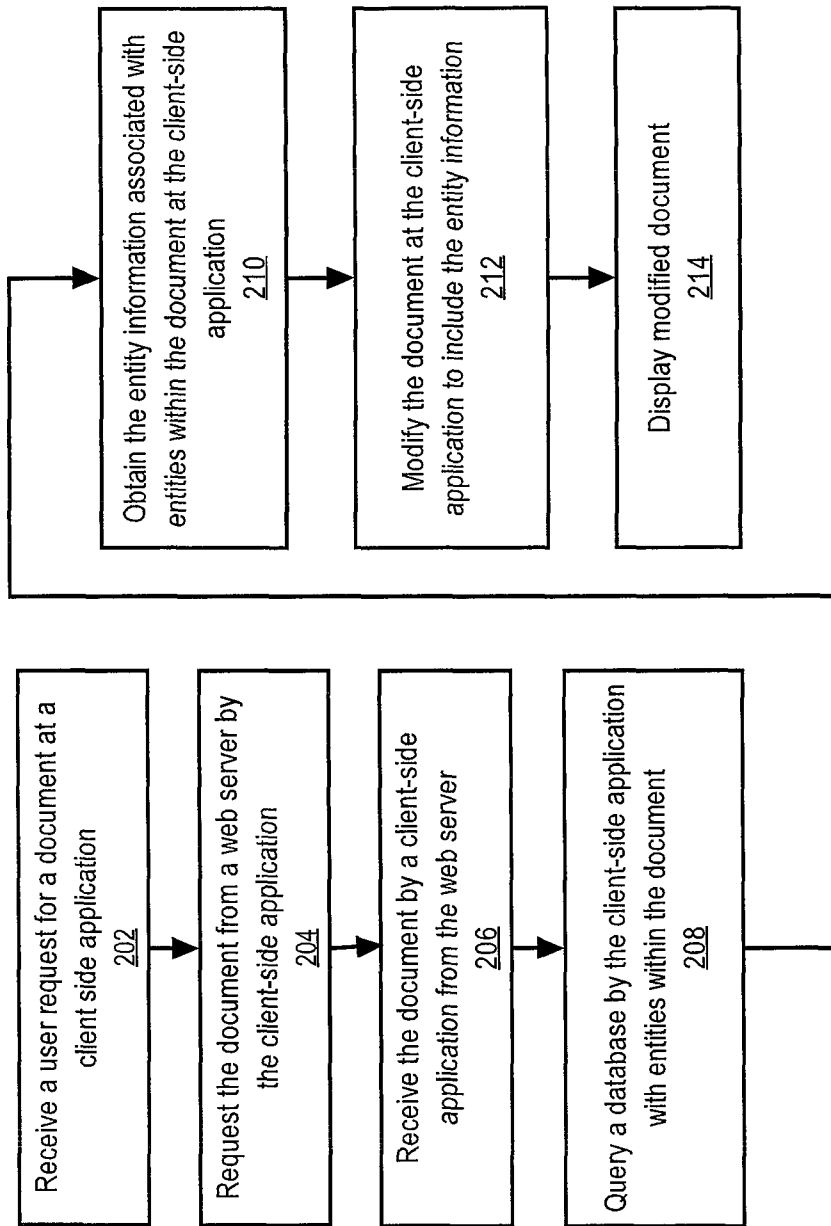 Receive a user request for a document at a
client side application
202
Request the document from a web server by
the client-side application
204
Receive the document by a client-side
application from the web server
206
Query a database by the client-side application
with entities within the document
208
Obtain the entity information associated with
entities within the document at the client-side
application
210
Modify the document at the client-side
application to include the entity information
212
Display modified document
214